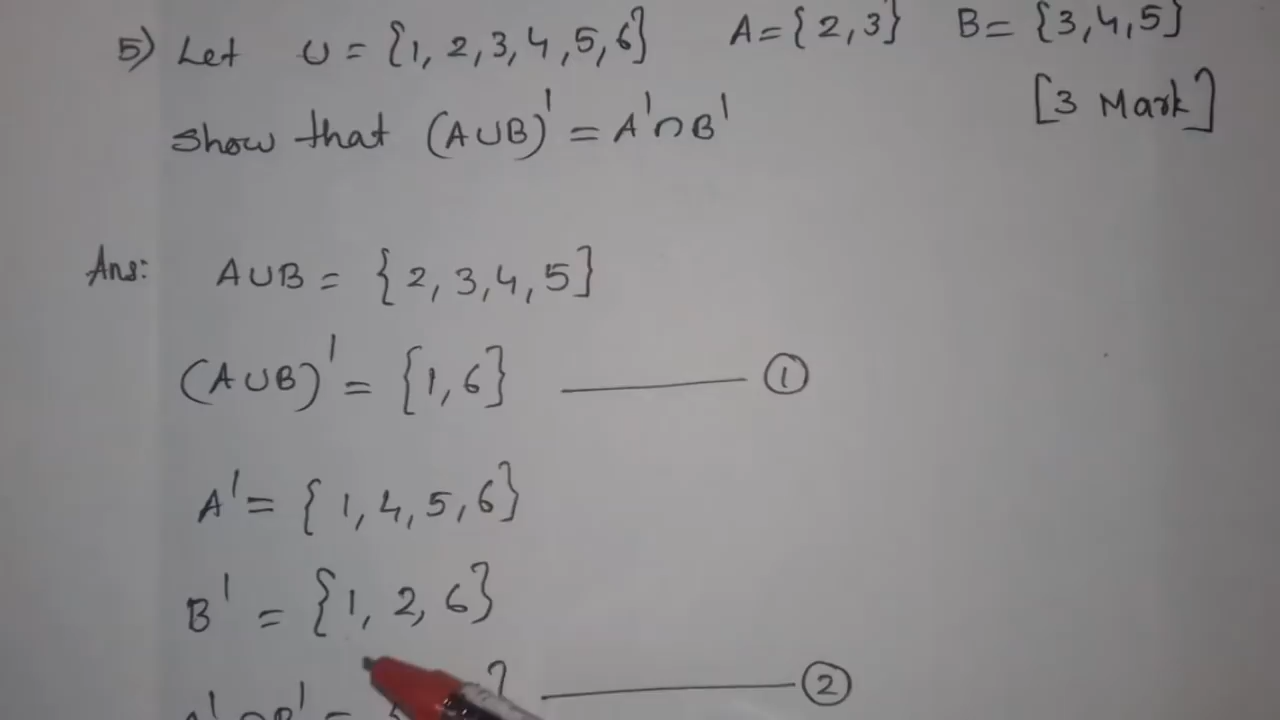 5) Let U = {1, 2, 3, 4, 5, 6} A = {2, 3} B = {3, 4, 5}
[3 Mark]
Show that (A∪B)' = A'∩B'
Ans: A∪B = {2, 3, 4, 5}
(A∪B)' = {1, 6} ——— ①
A' = {1, 4, 5, 6}
B' = {1, 2, 6}
A'∩B' = { } ——— ②